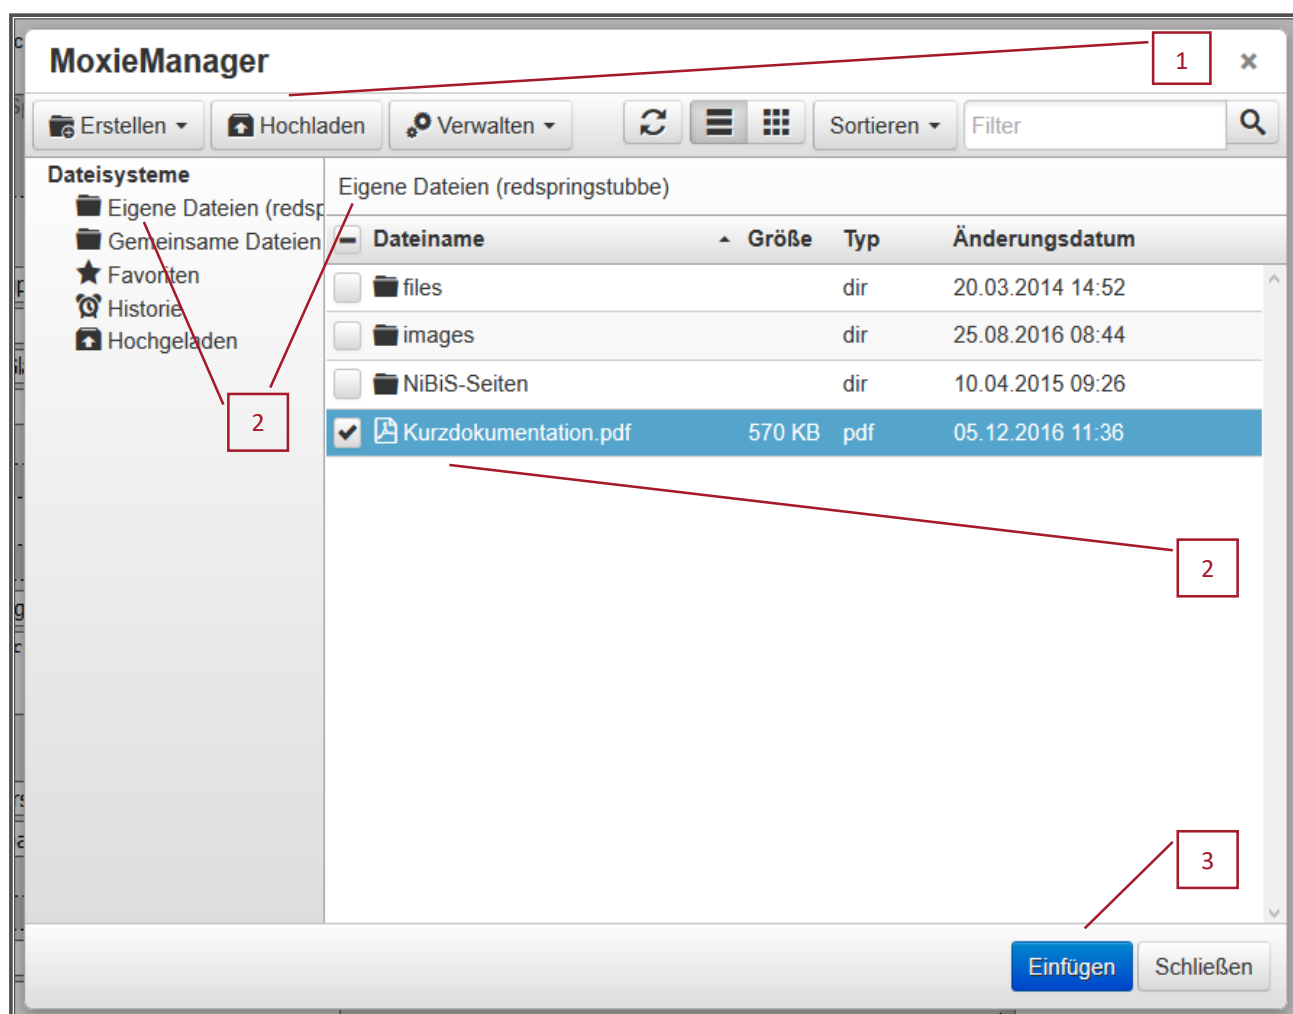 MoxieManager
1
Erstellen
Hochladen
Verwalten
Sortieren
Filter
Dateisysteme
Eigene Dateien (redsp
Gemeinsame Dateien
Favoriten
Historie
Hochgeladen
2
Eigene Dateien (redspringstubbe)
Dateiname Größe Typ Änderungsdatum
files dir 20.03.2014 14:52
images dir 25.08.2016 08:44
NiBiS-Seiten dir 10.04.2015 09:26
Kurzdokumentation.pdf 570 KB pdf 05.12.2016 11:36
2
3
Einfügen
Schließen